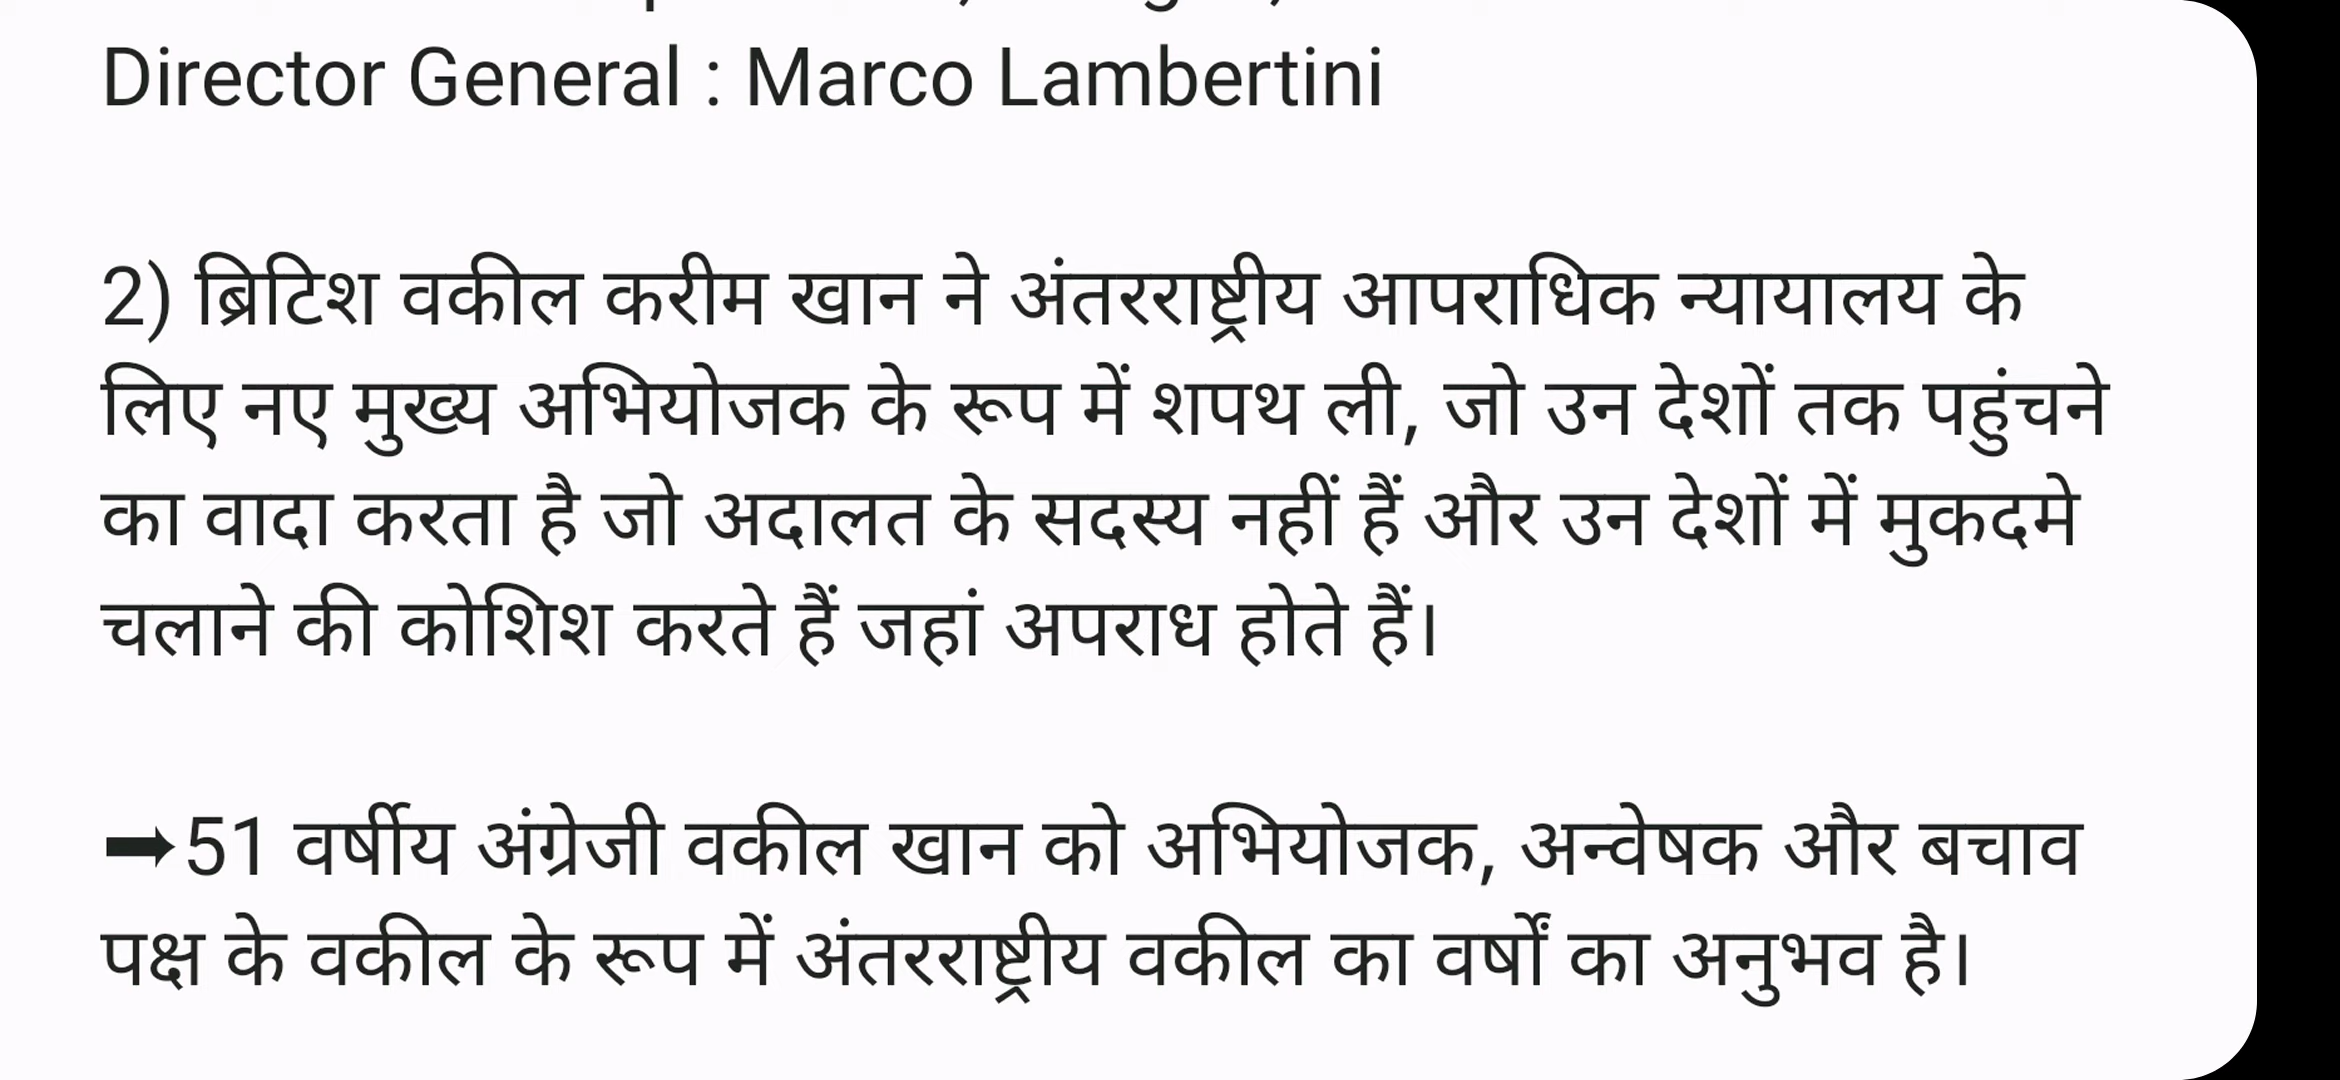 Director General : Marco Lambertini
2) ब्रिटिश वकील करीम खान ने अंतरराष्ट्रीय आपराधिक न्यायालय के
लिए नए मुख्य अभियोजक के रूप में शपथ ली, जो उन देशों तक पहुंचने
का वादा करता है जो अदालत के सदस्य नहीं हैं और उन देशों में मुकदमे
चलाने की कोशिश करते हैं जहां अपराध होते हैं।
➡51 वर्षीय अंग्रेजी वकील खान को अभियोजक, अन्वेषक और बचाव
पक्ष के वकील के रूप में अंतरराष्ट्रीय वकील का वर्षों का अनुभव है।